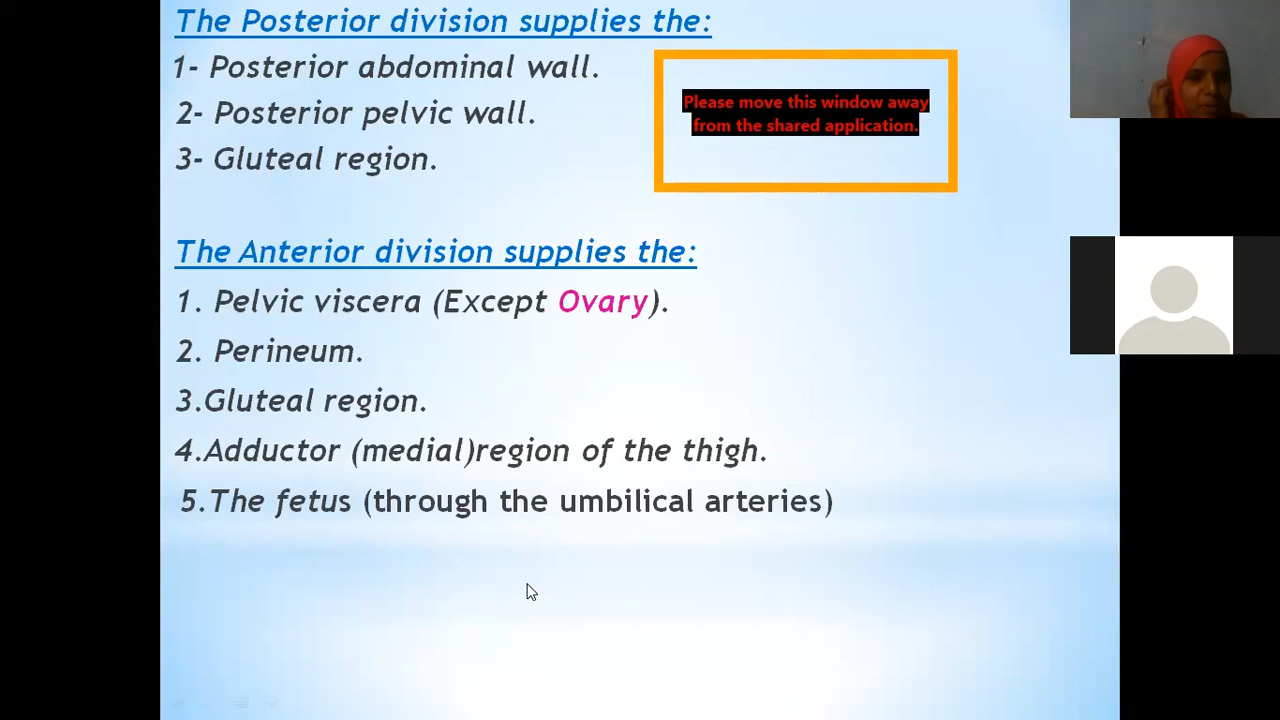 The Posterior division supplies the:
1- Posterior abdominal wall.
2- Posterior pelvic wall.
3- Gluteal region.
Please move this window away
from the shared application.
The Anterior division supplies the:
1. Pelvic viscera (Except Ovary).
2. Perineum.
3.Gluteal region.
4.Adductor (medial)region of the thigh.
5.The fetus (through the umbilical arteries)